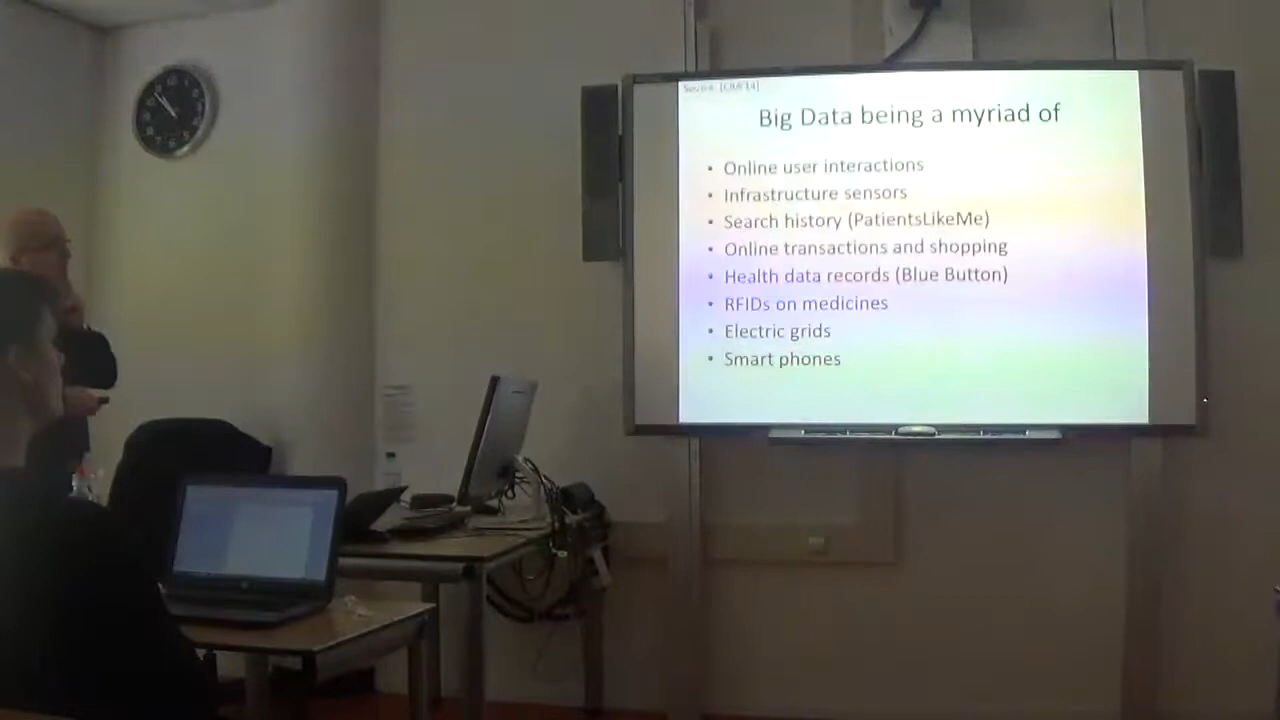 Big Data being a myriad of
• Online user interactions
• Infrastructure sensors
• Search history (PatientsLikeMe)
• Online transactions and shopping
• Health data records (Blue Button)
• RFIDs on medicines
• Electric grids
• Smart phones